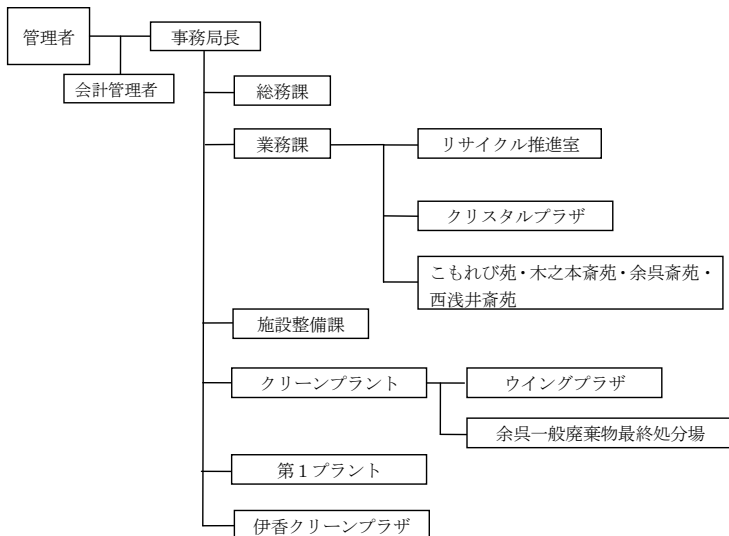 管理者
事務局長
会計管理者
総務課
業務課
リサイクル推進室
クリスタルプラザ
こもれび苑・木之本斎苑・余呉斎苑・
西浅井斎苑
施設整備課
クリーンプラント
ウイングプラザ
余呉一般廃棄物最終処分場
第１プラント
伊香クリーンプラザ